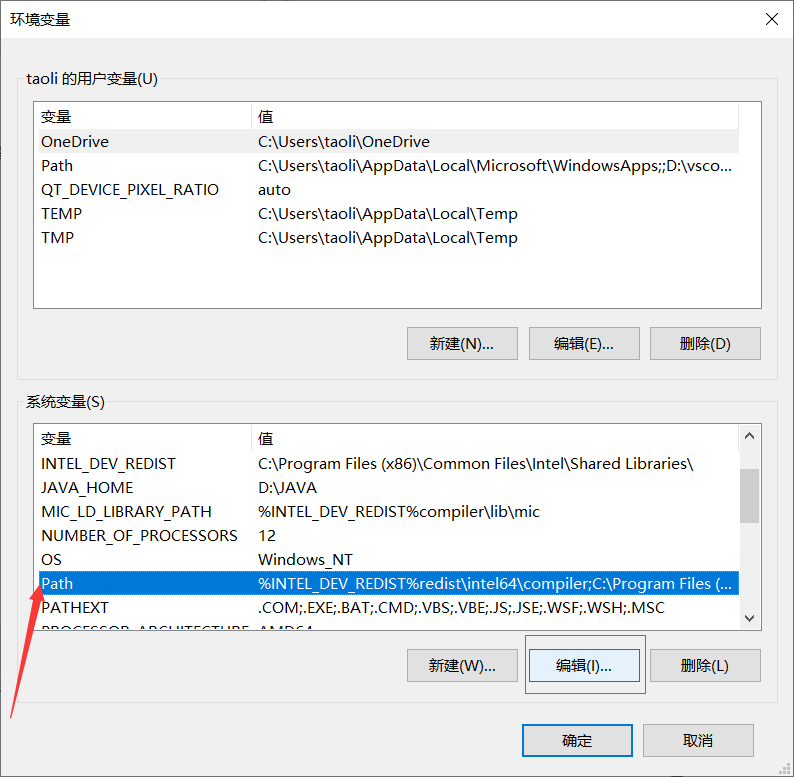 环境变量
taoli 的用户变量(U)
变量 值
OneDrive C:\Users\taoli\OneDrive
Path C:\Users\taoli\AppData\Local\Microsoft\WindowsApps;;D:\vsco...
QT_DEVICE_PIXEL_RATIO auto
TEMP C:\Users\taoli\AppData\Local\Temp
TMP C:\Users\taoli\AppData\Local\Temp
新建(N)... 编辑(E)... 删除(D)
系统变量(S)
变量 值
INTEL_DEV_REDIST C:\Program Files (x86)\Common Files\Intel\Shared Libraries\
JAVA_HOME D:\JAVA
MIC_LD_LIBRARY_PATH %INTEL_DEV_REDIST%compiler\lib\mic
NUMBER_OF_PROCESSORS 12
OS Windows_NT
Path %INTEL_DEV_REDIST%redist\intel64\compiler;C:\Program Files (...
PATHEXT .COM;.EXE;.BAT;.CMD;.VBS;.VBE;.JS;.JSE;.WSF;.WSH;.MSC
PROCESSOR_ARCHITECTURE AMD64
新建(W)... 编辑(I)... 删除(L)
确定 取消